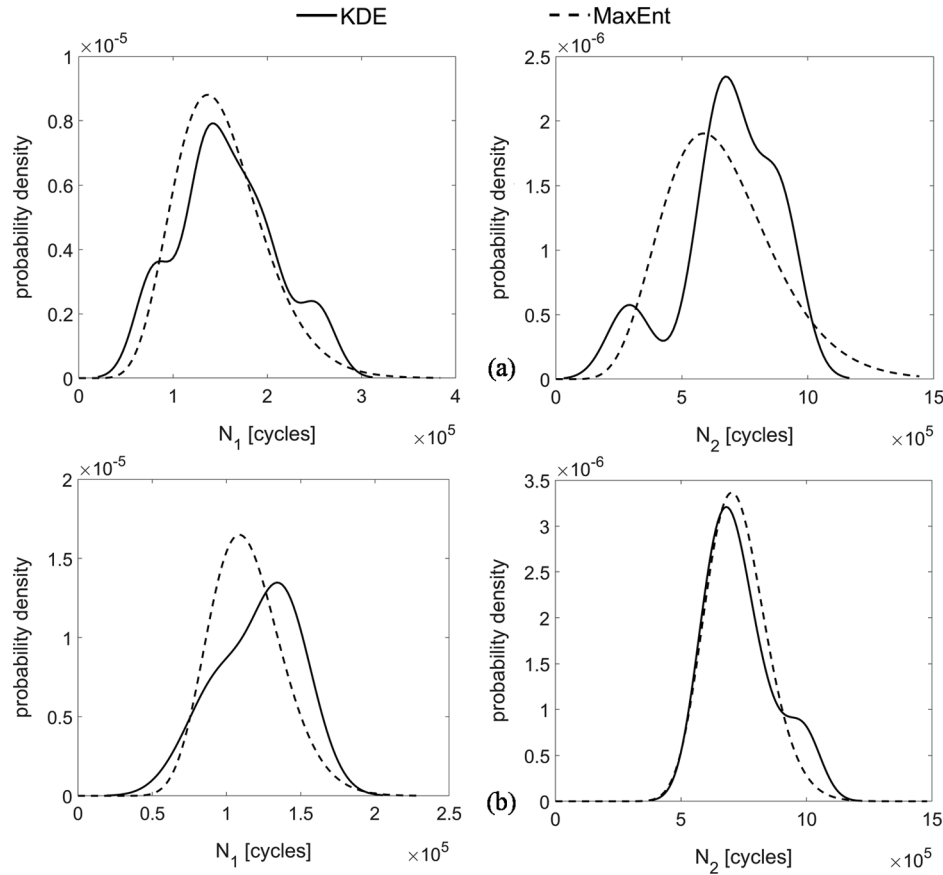 KDE MaxEnt
×10^-5
1
0.8
0.6
0.4
0.2
0
probability density
0 1 2 3 4
N_1 [cycles]
×10^5
×10^-6
2.5
2
1.5
1
0.5
0
probability density
0 5 10 15
N_2 [cycles]
×10^5
(a)
×10^-5
2
1.5
1
0.5
0
probability density
0 0.5 1 1.5 2 2.5
N_1 [cycles]
×10^5
×10^-6
3.5
3
2.5
2
1.5
1
0.5
0
probability density
0 5 10 15
N_2 [cycles]
×10^5
(b)